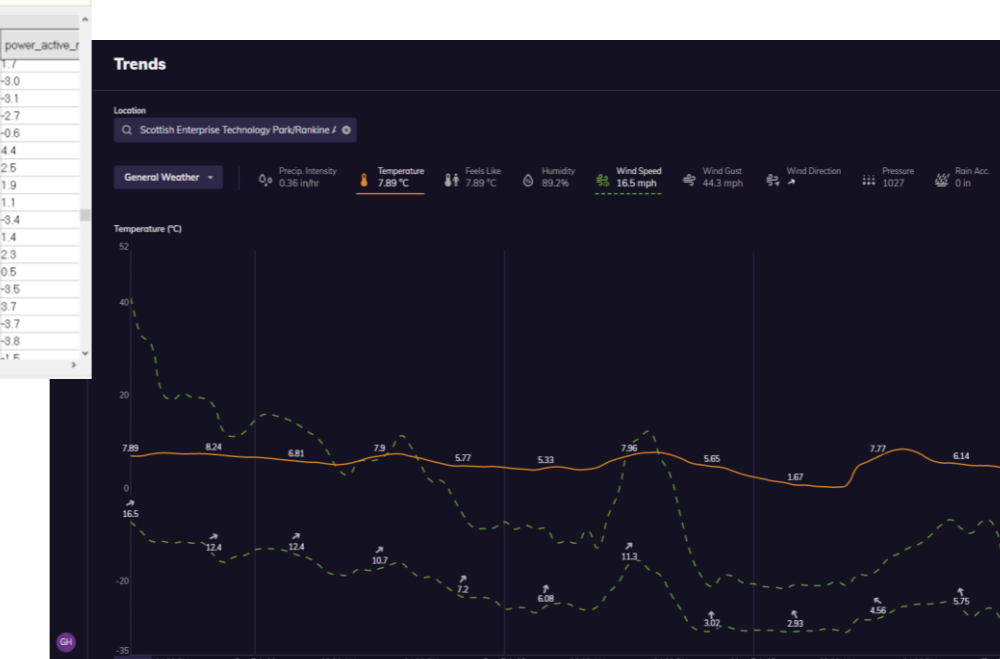 power_active_r
1.7
-3.0
-3.1
-2.7
-0.6
4.4
2.5
1.9
1.1
-3.4
1.4
2.3
0.5
-3.5
3.7
-3.7
-3.8
-1.5
Trends
Location
Scottish Enterprise Technology Park/Rankine A
General Weather
Precip. Intensity
0.36 in/hr
Temperature
7.89 °C
Feels Like
7.89 °C
Humidity
89.2%
Wind Speed
16.5 mph
Wind Gust
44.3 mph
Wind Direction
Pressure
1027
Rain Acc.
0 in
Temperature (°C)
52
40
20
0
-20
-35
7.89
8.24
6.81
7.9
5.77
5.33
7.96
5.65
1.67
7.77
6.14
16.5
12.4
12.4
10.7
7.2
6.08
11.3
3.02
2.93
4.56
5.75
GH